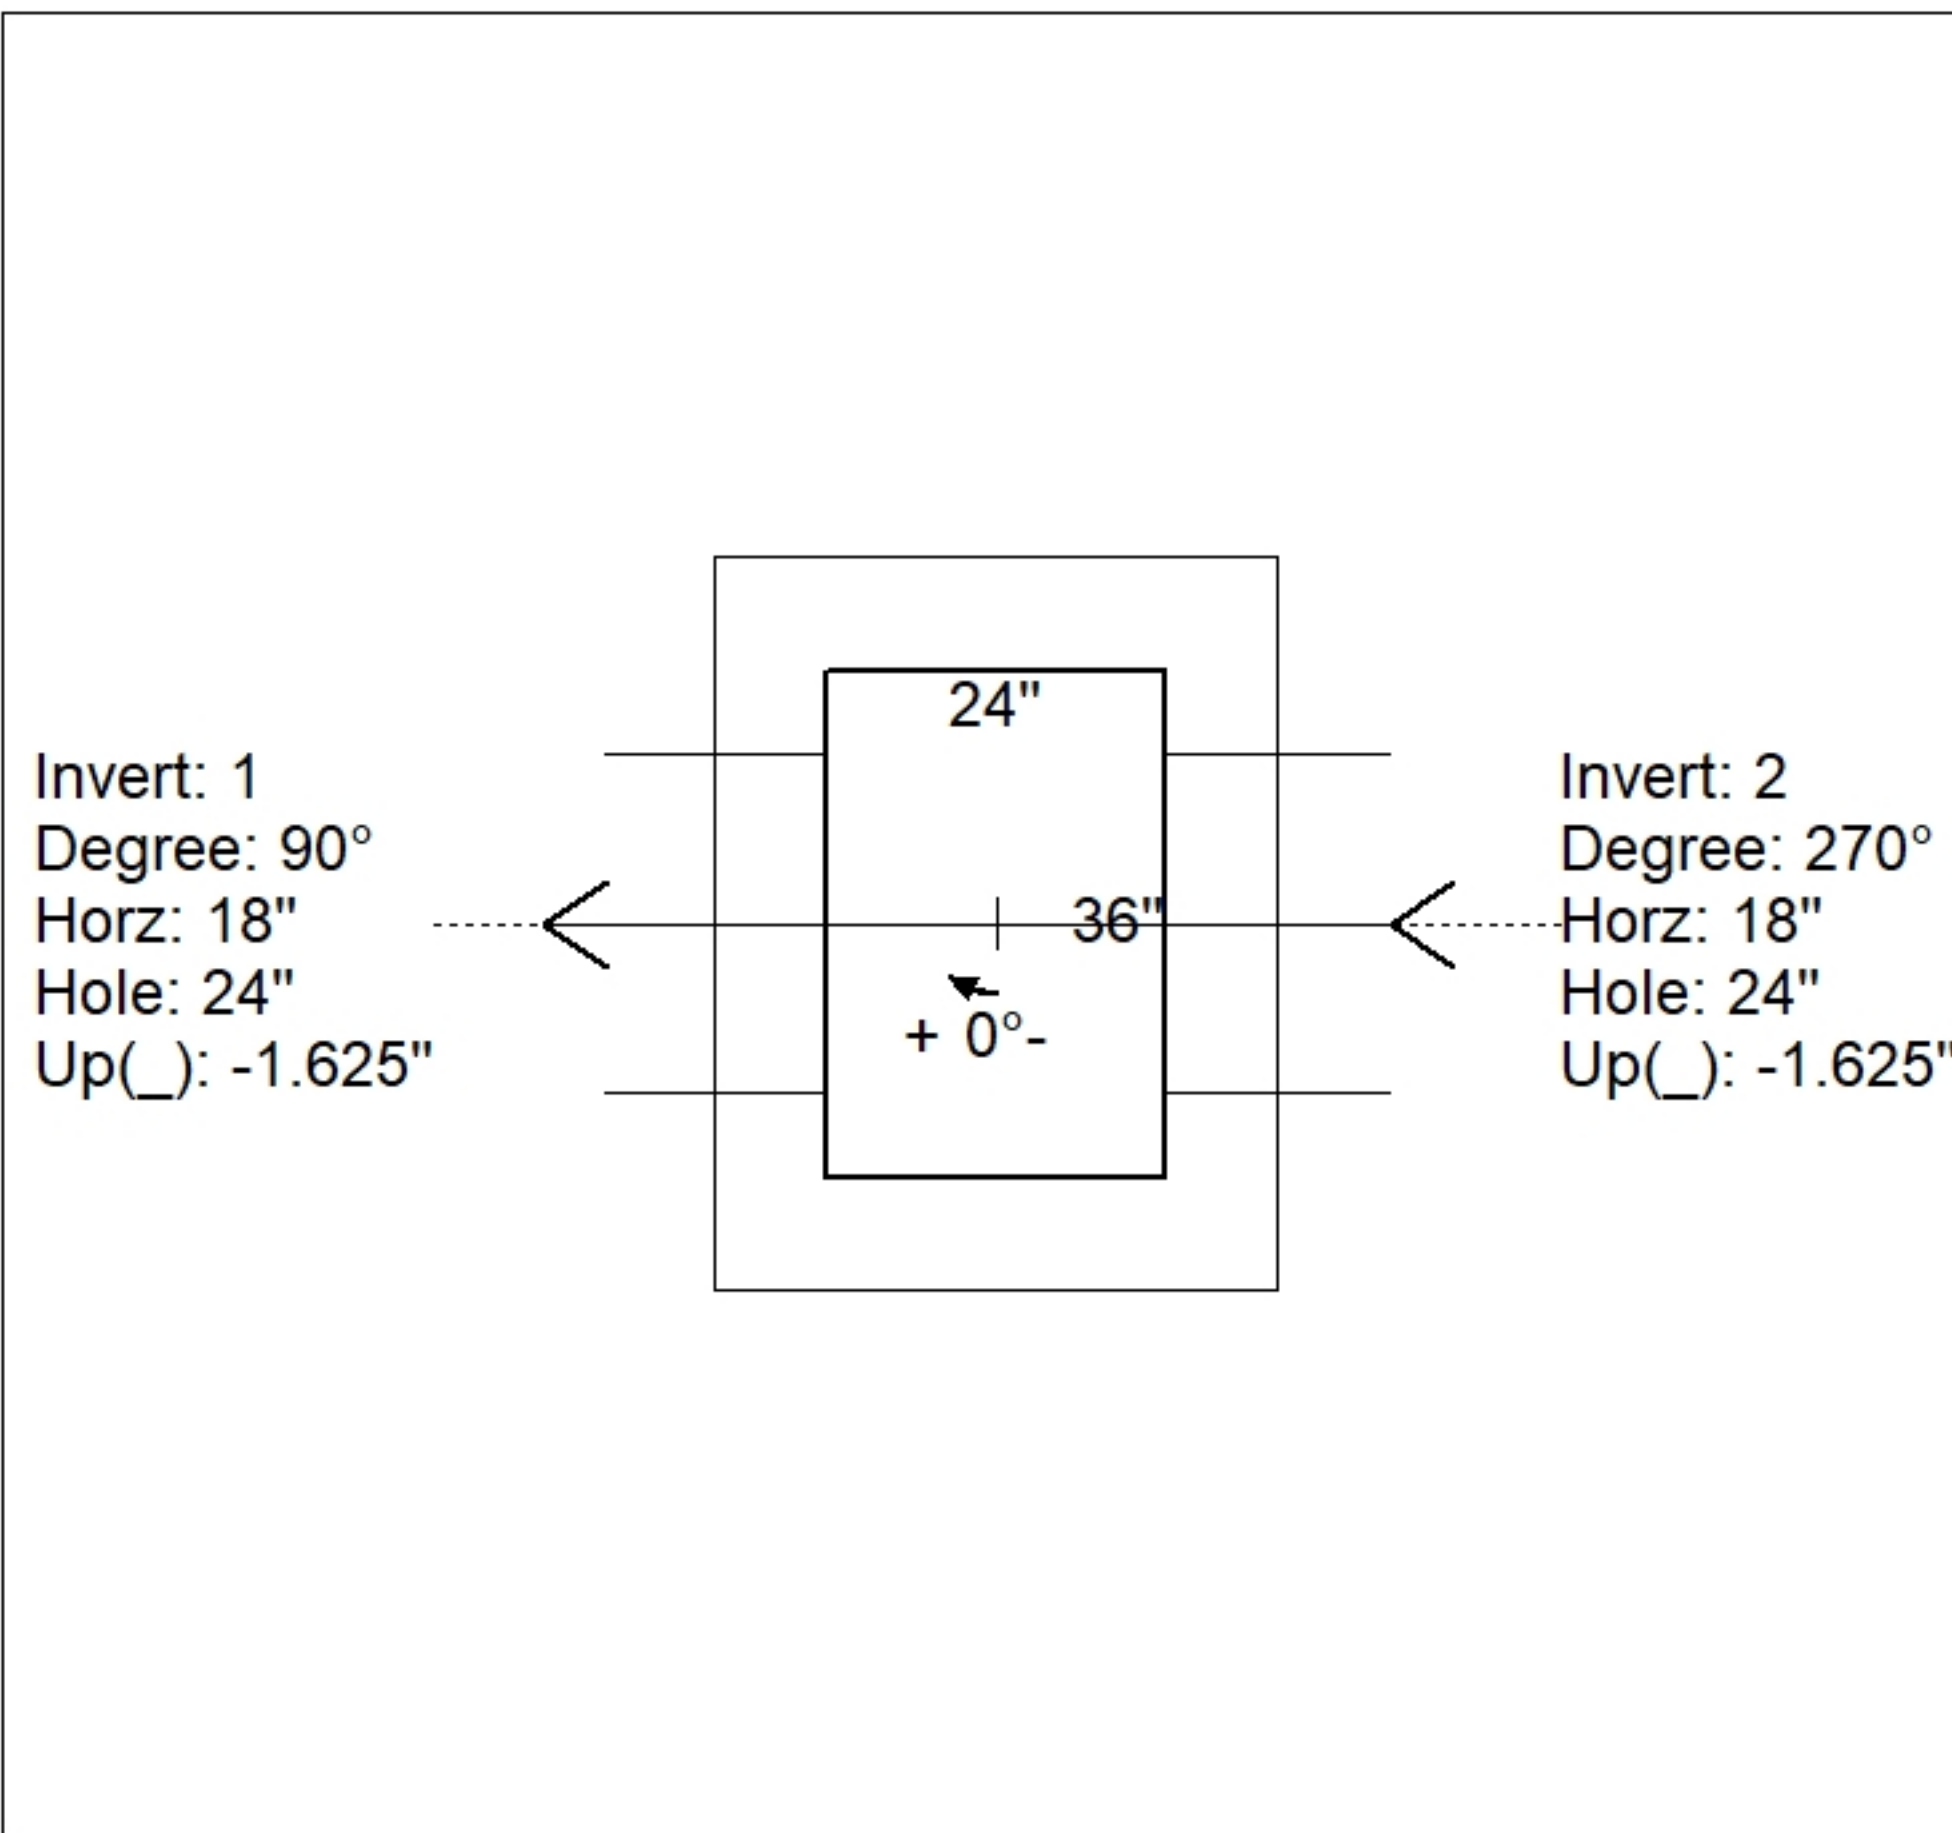 24"
Invert: 1
Degree: 90°
Horz: 18"
Hole: 24"
Up(_): -1.625"
36"
+ 0°-
Invert: 2
Degree: 270°
Horz: 18"
Hole: 24"
Up(_): -1.625"